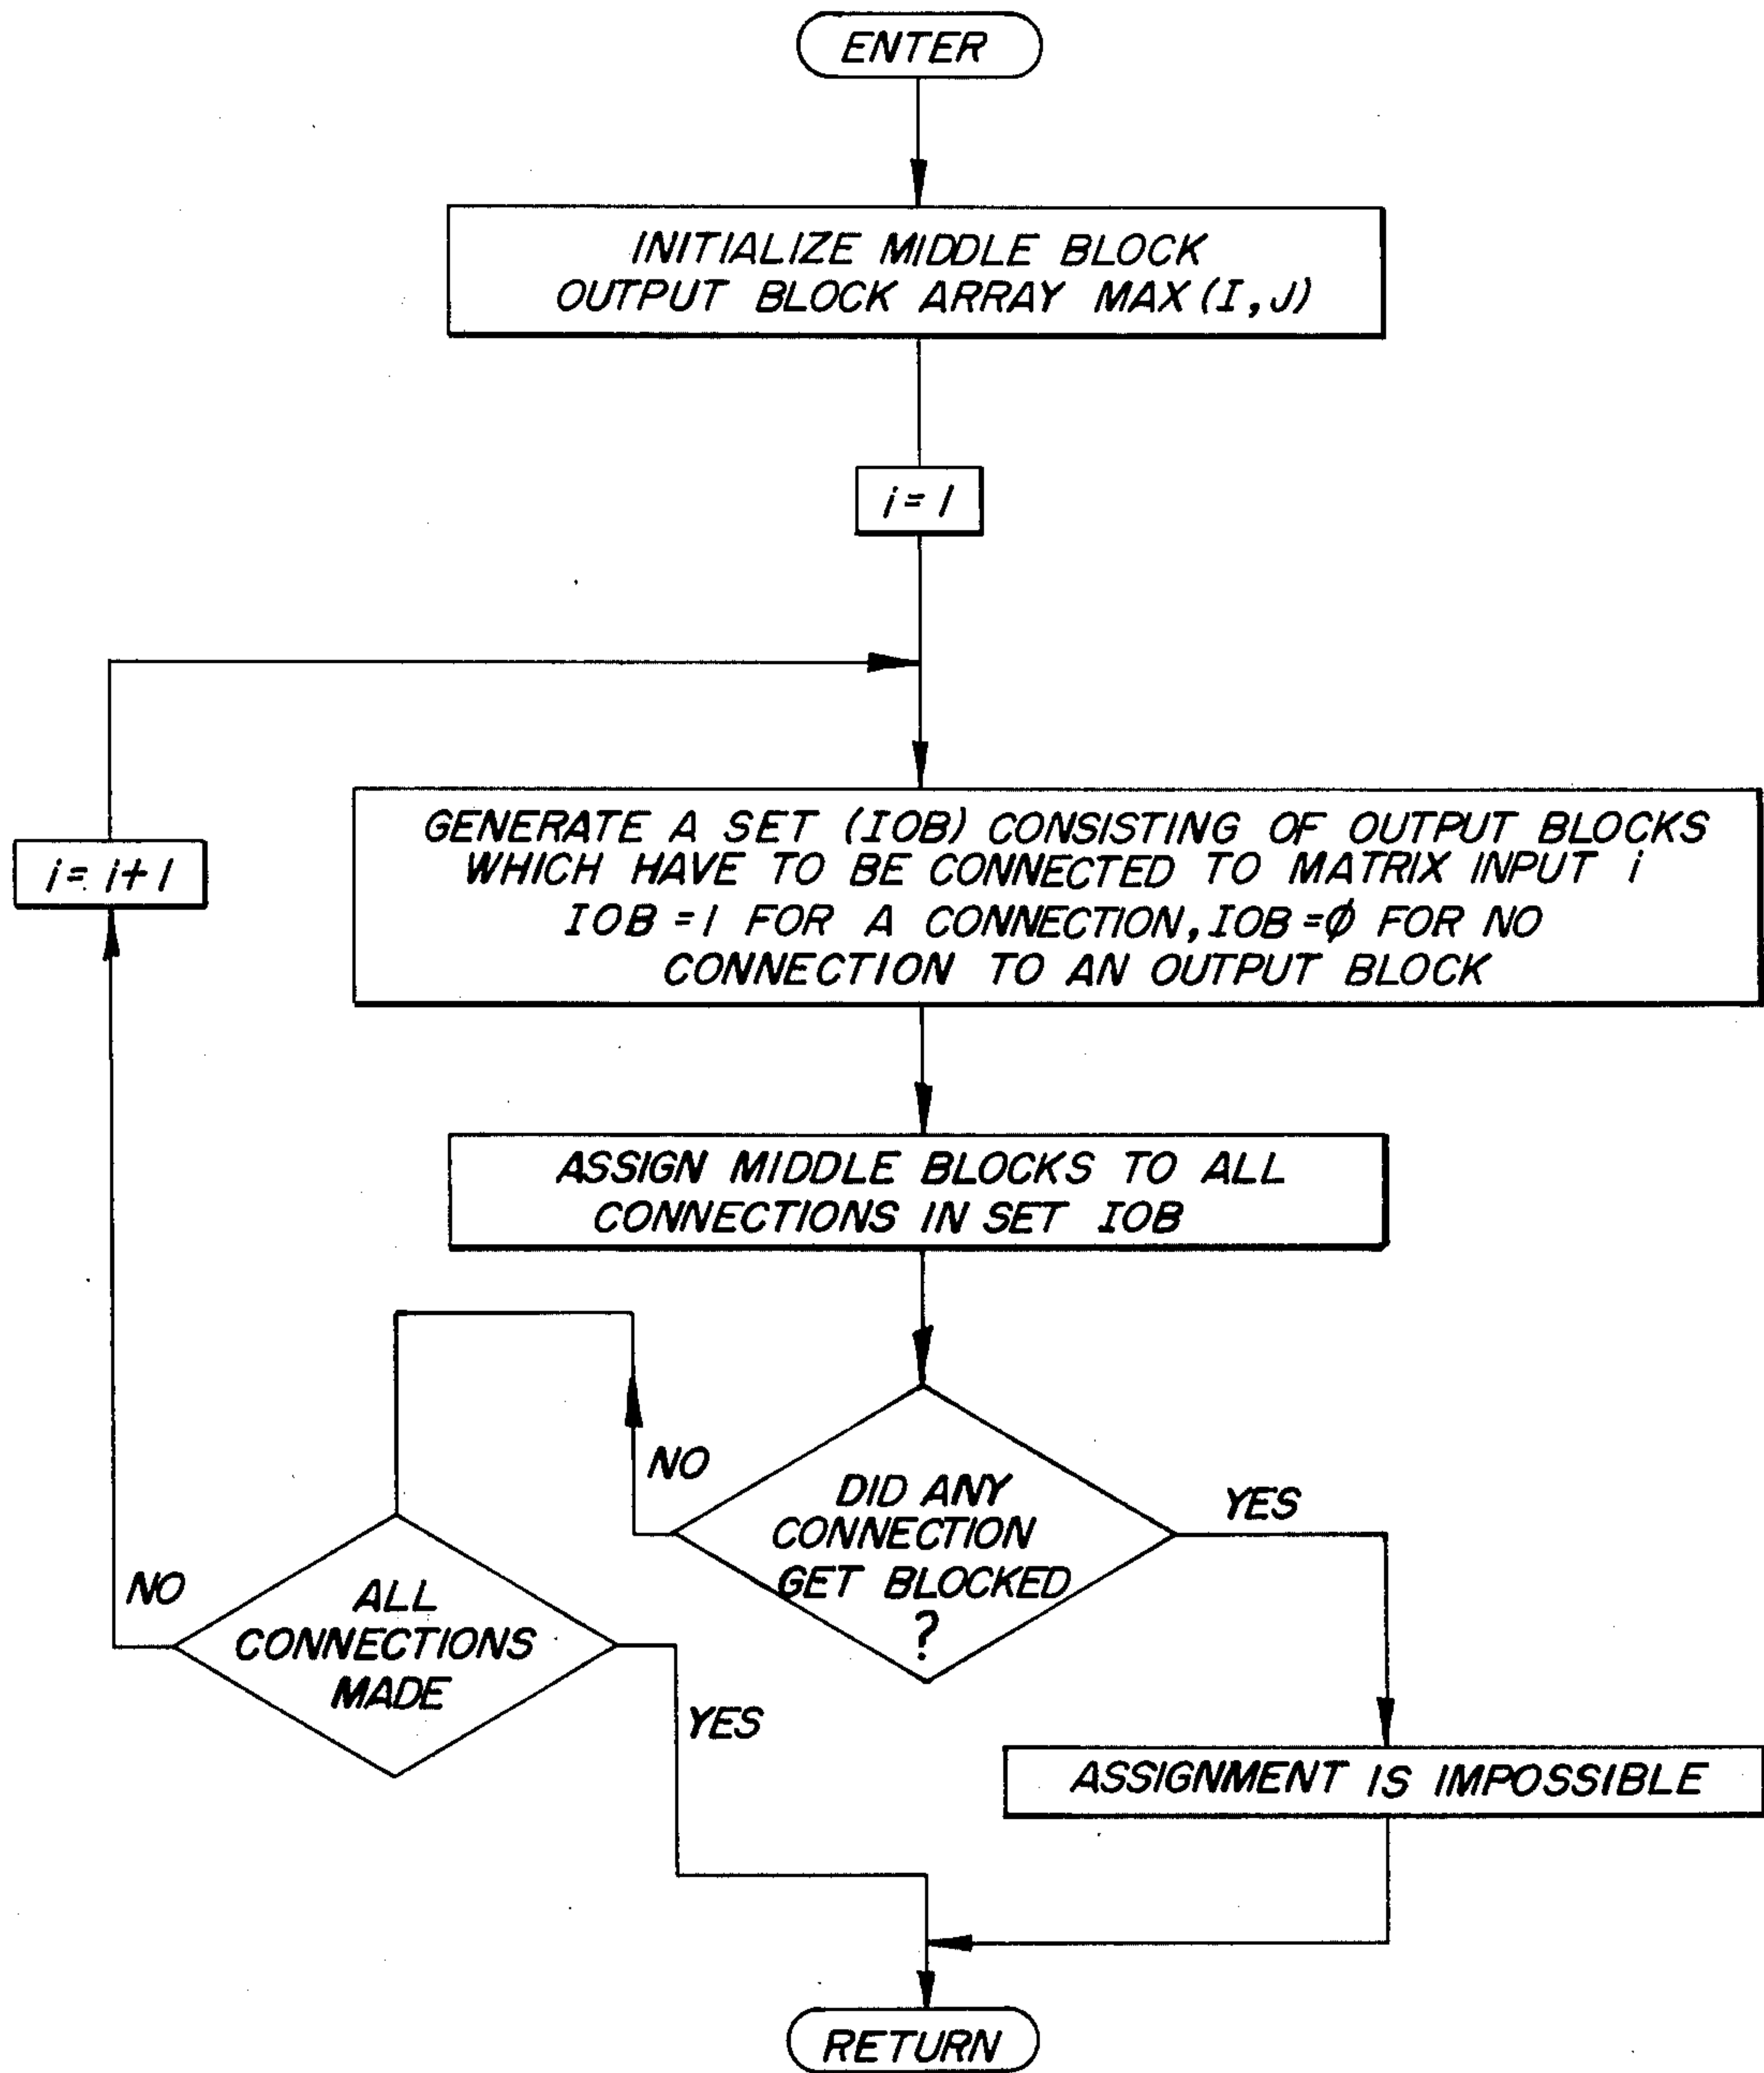 ENTER
INITIALIZE MIDDLE BLOCK
OUTPUT BLOCK ARRAY MAX (I, J)
i = 1
GENERATE A SET (IOB) CONSISTING OF OUTPUT BLOCKS
WHICH HAVE TO BE CONNECTED TO MATRIX INPUT i
IOB = 1 FOR A CONNECTION, IOB = ϕ FOR NO
CONNECTION TO AN OUTPUT BLOCK
i = i + 1
ASSIGN MIDDLE BLOCKS TO ALL
CONNECTIONS IN SET IOB
NO
DID ANY
CONNECTION
GET BLOCKED
?
YES
NO
ALL
CONNECTIONS
MADE
YES
ASSIGNMENT IS IMPOSSIBLE
RETURN